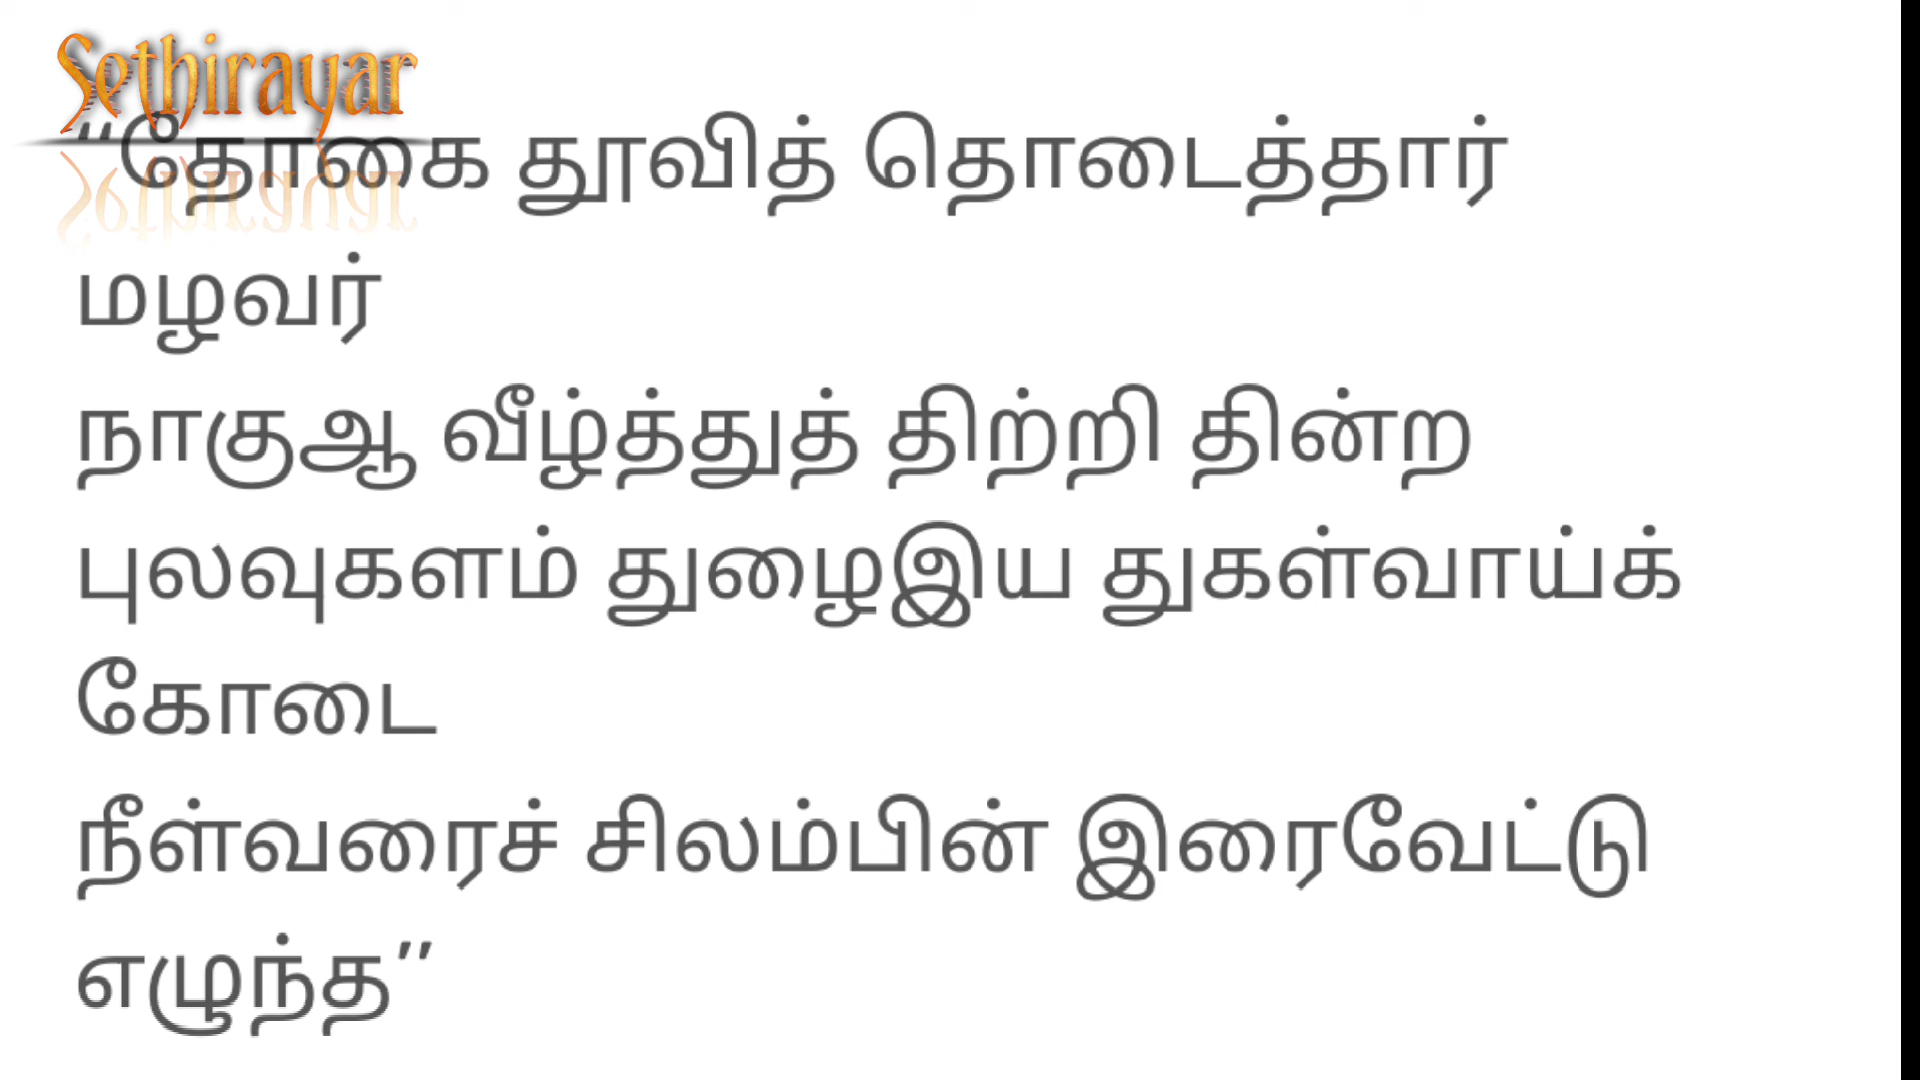 Sethirayar
"தோகை தூவித் தொடைத்தார்
மழவர்
நாகுஆ வீழ்த்துத் திற்றி தின்ற
புலவுகளம் துழைஇய துகள்வாய்க்
கோடை
நீள்வரைச் சிலம்பின் இரைவேட்டு
எழுந்த”